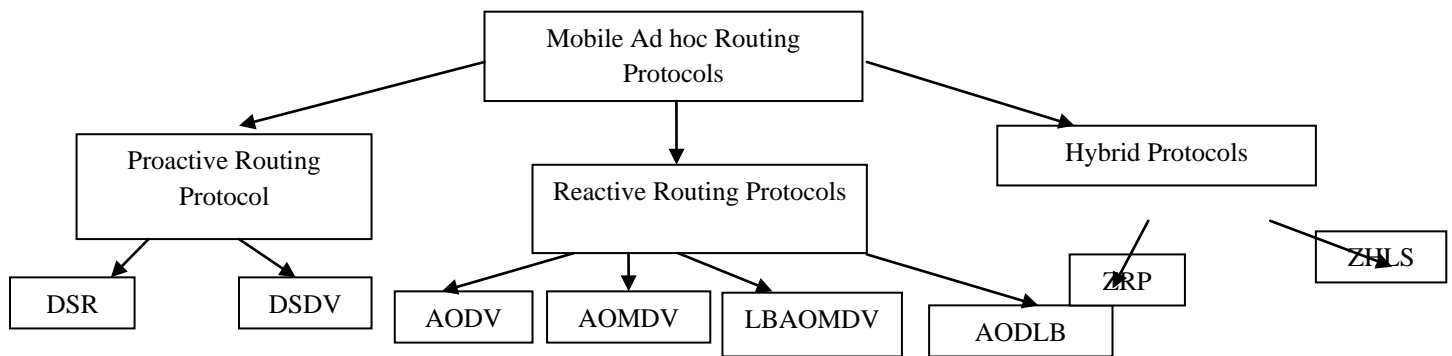 Mobile Ad hoc Routing
Protocols
Proactive Routing
Protocol
Reactive Routing Protocols
Hybrid Protocols
DSR
DSDV
AODV
AOMDV
LBAOMDV
AODLB
ZRP
ZHLS